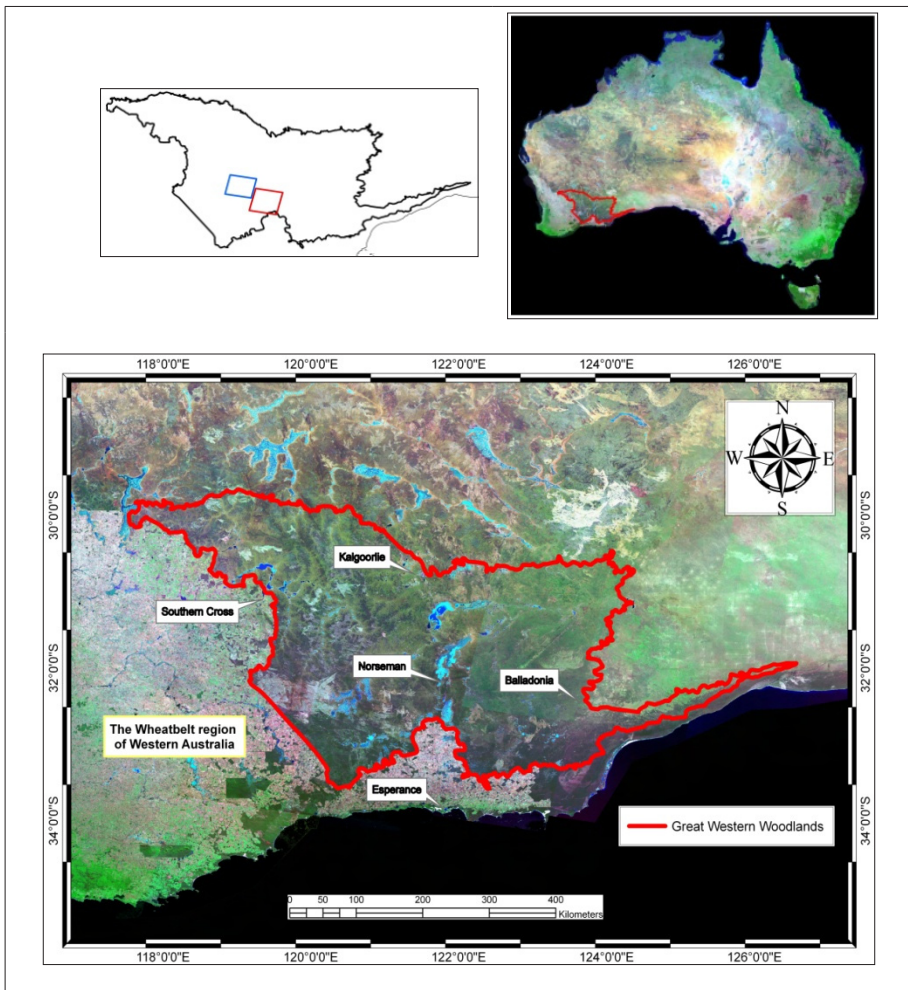 118°0'0"E 120°0'0"E 122°0'0"E 124°0'0"E 126°0'0"E
N
W E
S
30°0'0"S
30°0'0"S
Kalgoorlie
Southern Cross
32°0'0"S
32°0'0"S
Norseman
Balladonia
The Wheatbelt region
of Western Australia
Esperance
34°0'0"S
34°0'0"S
Great Western Woodlands
0 50 100 200 300 400
Kilometers
118°0'0"E 120°0'0"E 122°0'0"E 124°0'0"E 126°0'0"E